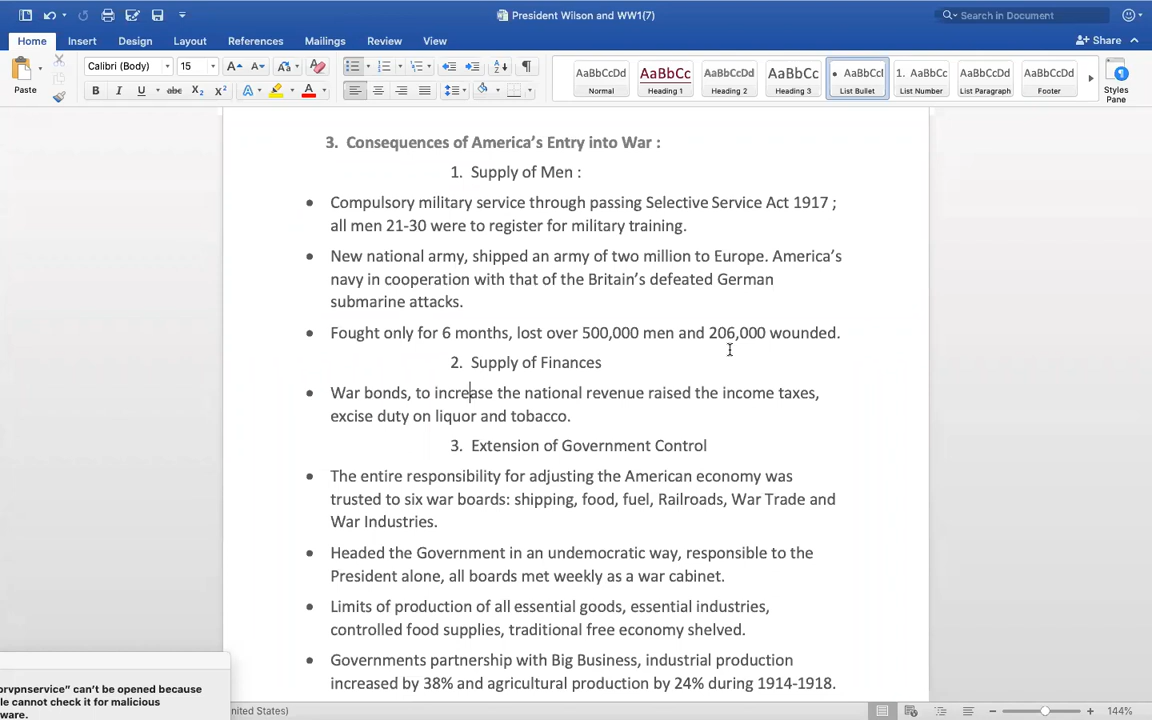 President Wilson and WW1(7)
Search in Document
Home Insert Design Layout References Mailings Review View
Share
Paste
Calibri (Body) 15
AaBbCcDd AaBbCc AaBbCcDd AaBbCcD AaBbCcI 1. AaBbCc AaBbCcDd AaBbCcDd
Normal Heading 1 Heading 2 Heading 3 List Bullet List Number List Paragraph Footer
Styles
Pane
3. Consequences of America's Entry into War :
1. Supply of Men :
• Compulsory military service through passing Selective Service Act 1917 ;
all men 21-30 were to register for military training.
• New national army, shipped an army of two million to Europe. America's
navy in cooperation with that of the Britain's defeated German
submarine attacks.
• Fought only for 6 months, lost over 500,000 men and 206,000 wounded.
2. Supply of Finances
• War bonds, to increase the national revenue raised the income taxes,
excise duty on liquor and tobacco.
3. Extension of Government Control
• The entire responsibility for adjusting the American economy was
trusted to six war boards: shipping, food, fuel, Railroads, War Trade and
War Industries.
• Headed the Government in an undemocratic way, responsible to the
President alone, all boards met weekly as a war cabinet.
• Limits of production of all essential goods, essential industries,
controlled food supplies, traditional free economy shelved.
• Governments partnership with Big Business, industrial production
increased by 38% and agricultural production by 24% during 1914-1918.
prvpnservice" can't be opened because
le cannot check it for malicious
ware.
nited States)
144%